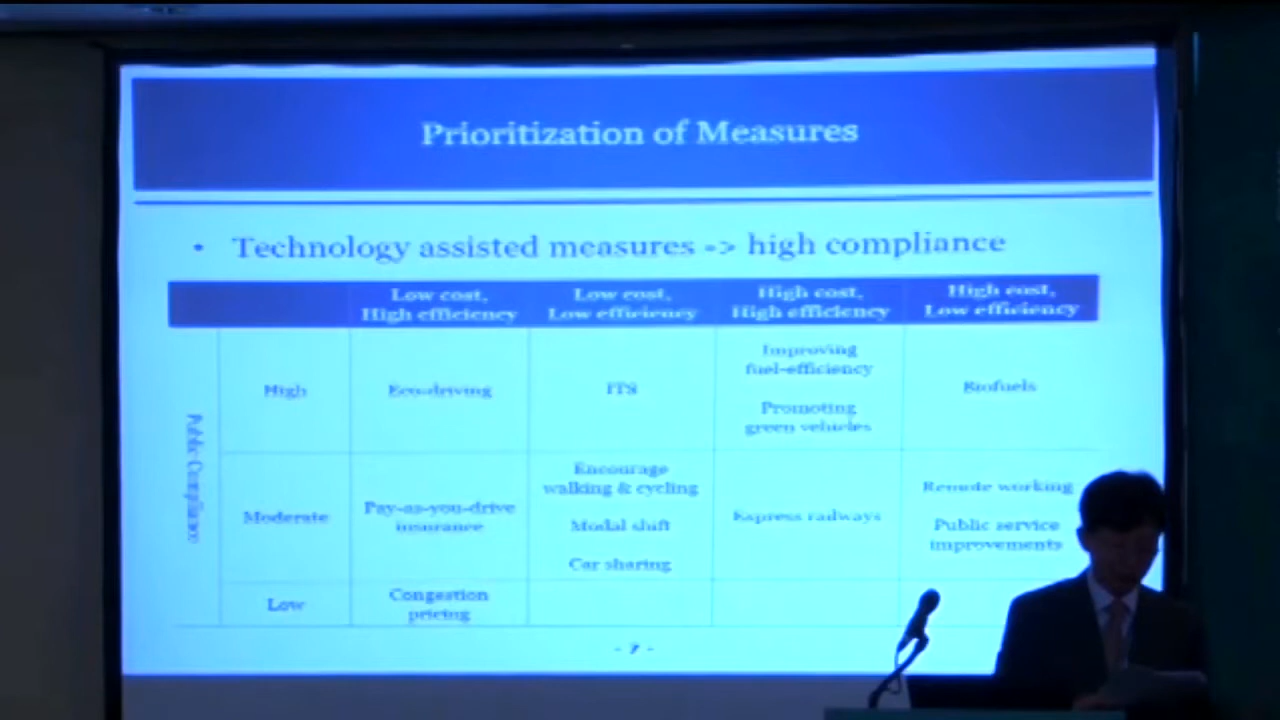 Prioritization of Measures
• Technology assisted measures -> high compliance
Low cost,
High efficiency
Low cost,
Low efficiency
High cost,
High efficiency
High cost,
Low efficiency
Public Compliance
High
Eco-driving
ITS
Improving
fuel-efficiency
Promoting
green vehicles
Biofuels
Moderate
Pay-as-you-drive
insurance
Encourage
walking & cycling
Modal shift
Car sharing
Express railways
Remote working
Public service
improvements
Low
Congestion
pricing
- 7 -